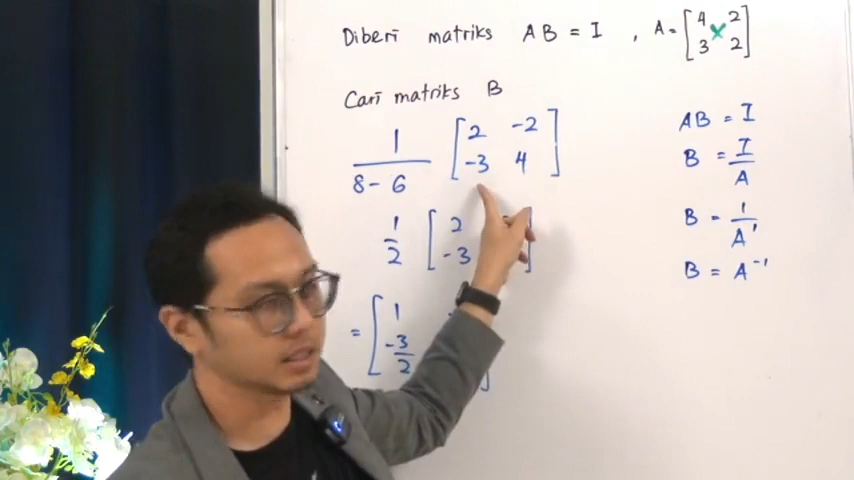 Diberi matriks AB = I , A = [4 2
3 2]
Cari matriks B
1
8 - 6 [2 -2
-3 4]
1
2 [2
-3 ]
= [1
-3
2 ]
AB = I
B = I
A
B = 1
A¹
B = A⁻¹